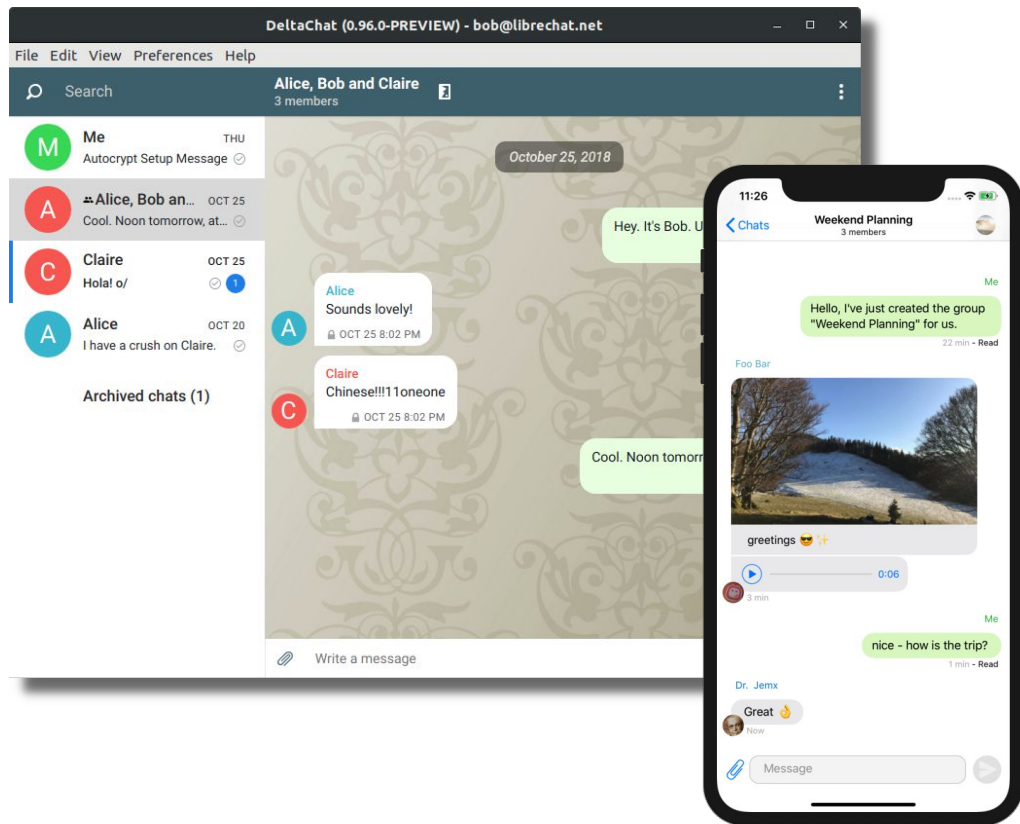 DeltaChat (0.96.0-PREVIEW) - bob@librechat.net
File Edit View Preferences Help
Search
Alice, Bob and Claire
3 members
Me THU
Autocrypt Setup Message
Alice, Bob an... OCT 25
Cool. Noon tomorrow, at...
Claire OCT 25
Hola! o/ 1
Alice OCT 20
I have a crush on Claire.
Archived chats (1)
M
A
C
A
October 25, 2018
Hey. It's Bob. U
Alice
Sounds lovely!
OCT 25 8:02 PM
A
Claire
Chinese!!!11oneone
OCT 25 8:02 PM
C
Cool. Noon tomorr
Write a message
11:26
Chats
Weekend Planning
3 members
Me
Hello, I've just created the group
"Weekend Planning" for us.
22 min - Read
Foo Bar
greetings 😎 ✨
0:06
3 min
Me
nice - how is the trip?
1 min - Read
Dr. Jemx
Great 👌
Now
Message